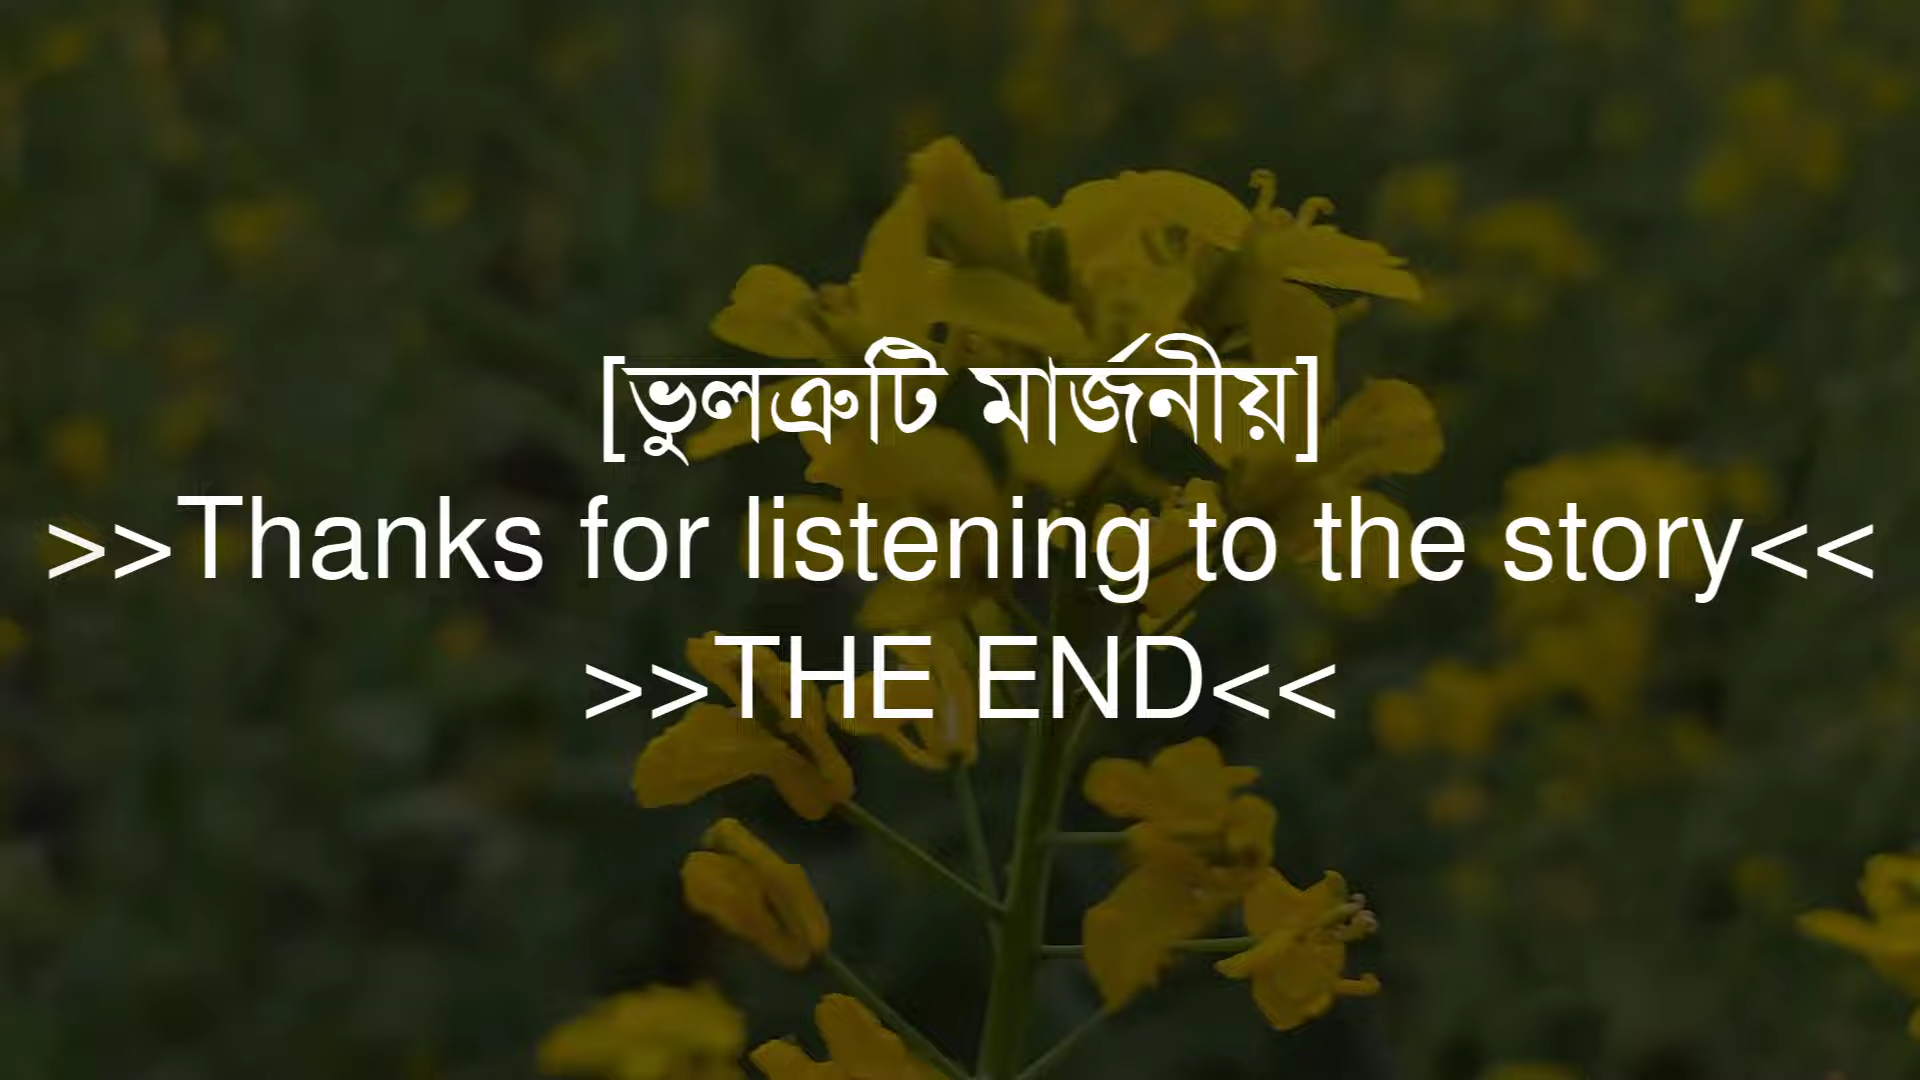 [ভুলত্রুটি মার্জনীয়]
>>Thanks for listening to the story<<
>>THE END<<